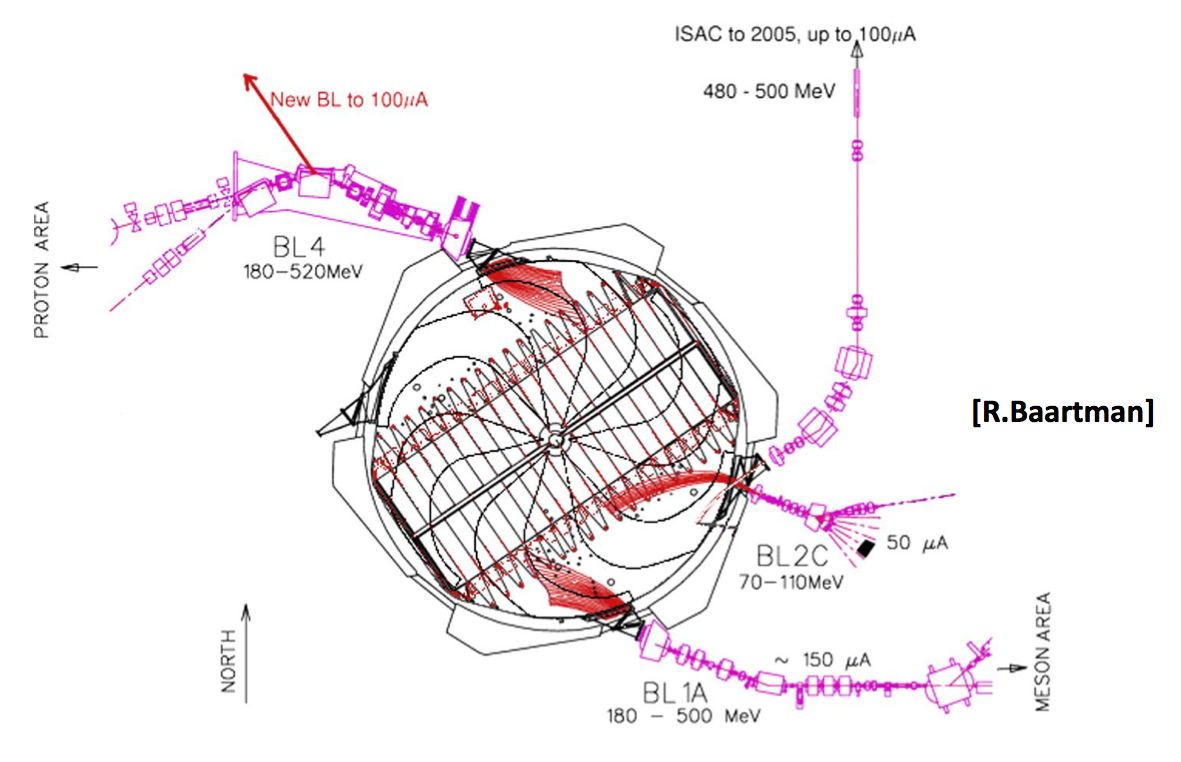 ISAC to 2005, up to 100μA
480 - 500 MeV
New BL to 100μA
PROTON AREA
BL4
180-520MeV
[R.Baartman]
50 μA
BL2C
70-110MeV
NORTH
~ 150 μA
MESON AREA
BL1A
180 - 500 MeV